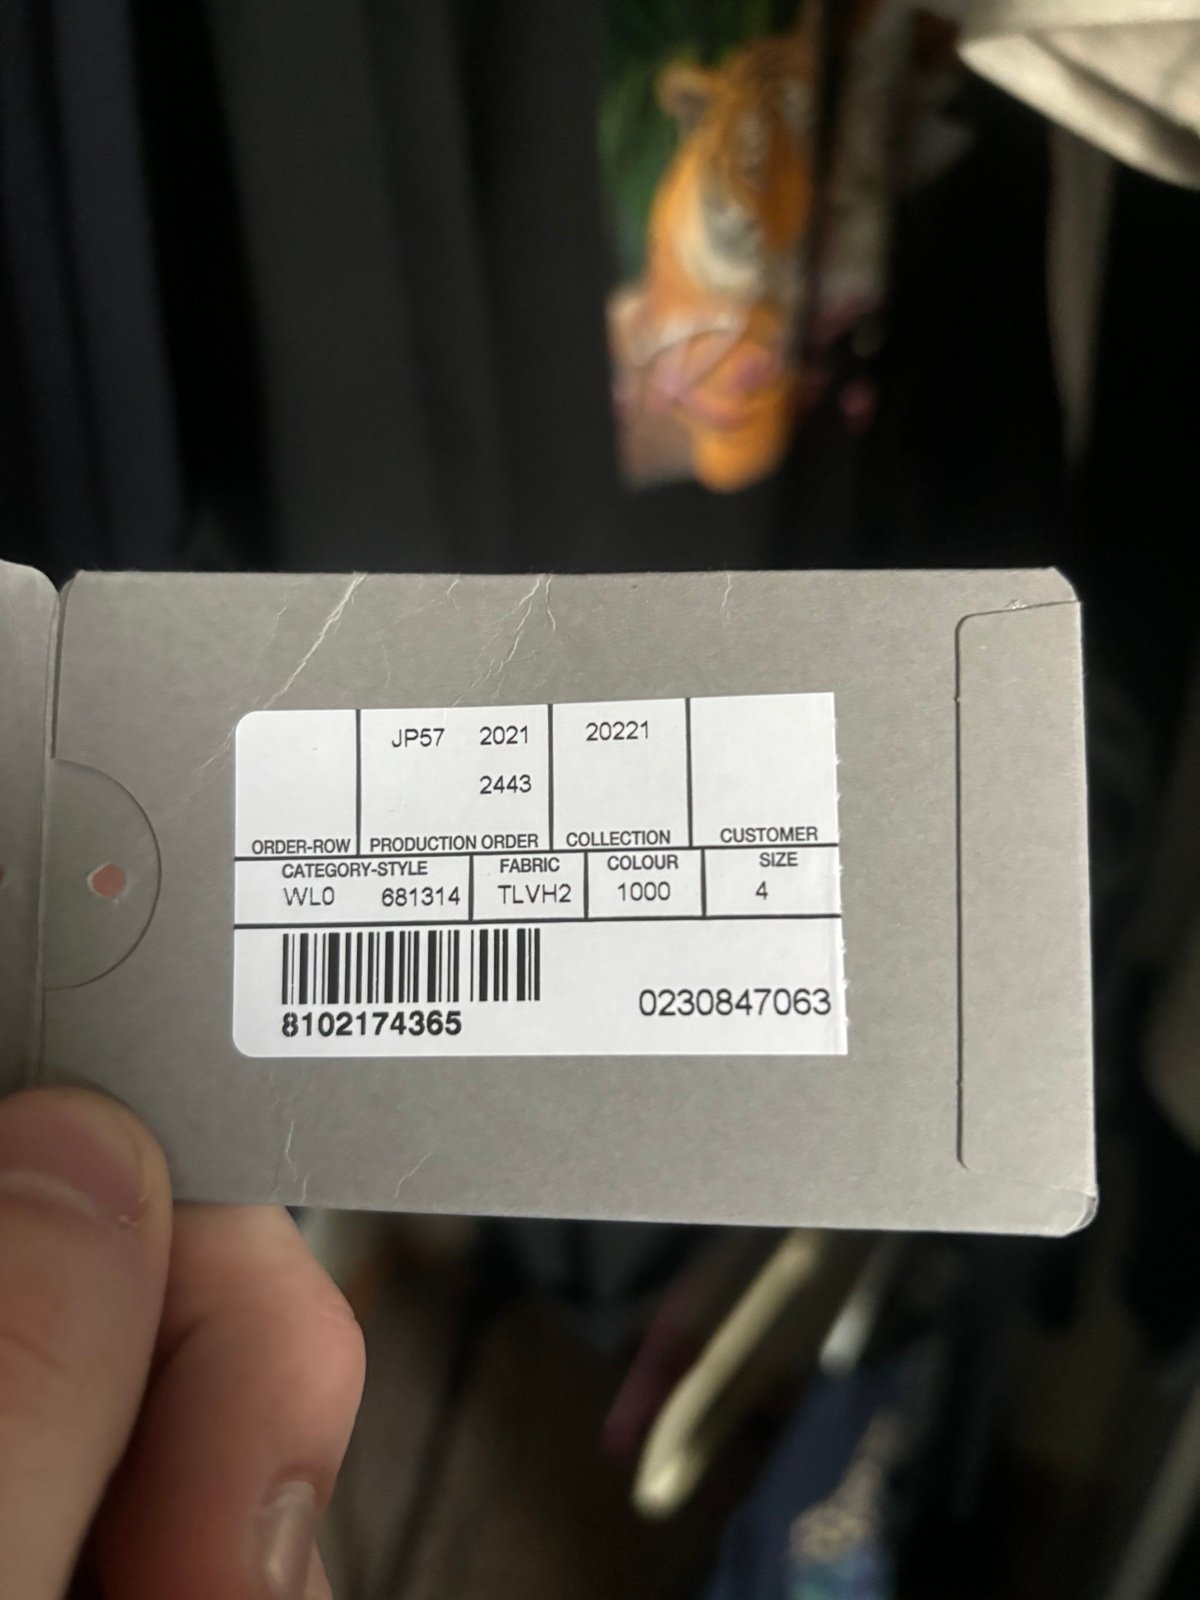 JP57 2021 20221
2443
ORDER-ROW PRODUCTION ORDER COLLECTION CUSTOMER
CATEGORY-STYLE FABRIC COLOUR SIZE
WL0 681314 TLVH2 1000 4
8102174365 0230847063